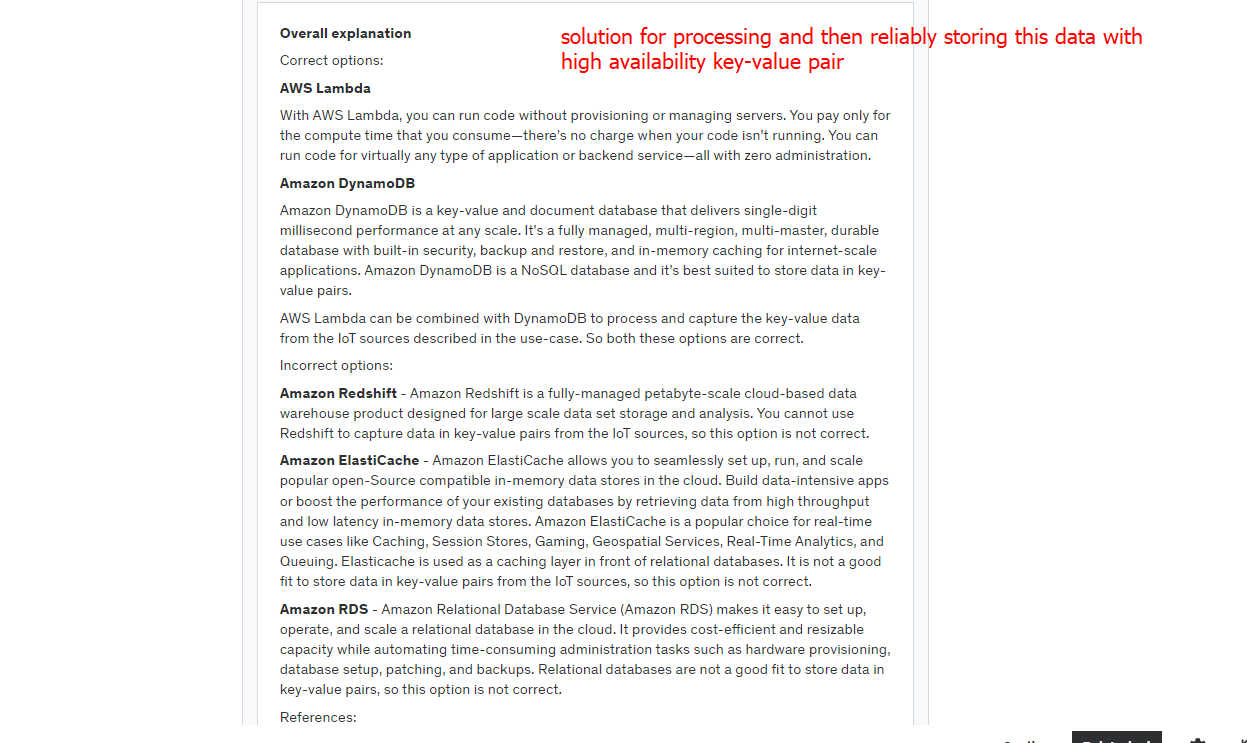 Overall explanation
solution for processing and then reliably storing this data with
high availability key-value pair
Correct options:
AWS Lambda
With AWS Lambda, you can run code without provisioning or managing servers. You pay only for
the compute time that you consume—there's no charge when your code isn't running. You can
run code for virtually any type of application or backend service—all with zero administration.
Amazon DynamoDB
Amazon DynamoDB is a key-value and document database that delivers single-digit
millisecond performance at any scale. It's a fully managed, multi-region, multi-master, durable
database with built-in security, backup and restore, and in-memory caching for internet-scale
applications. Amazon DynamoDB is a NoSQL database and it's best suited to store data in key-
value pairs.
AWS Lambda can be combined with DynamoDB to process and capture the key-value data
from the IoT sources described in the use-case. So both these options are correct.
Incorrect options:
Amazon Redshift - Amazon Redshift is a fully-managed petabyte-scale cloud-based data
warehouse product designed for large scale data set storage and analysis. You cannot use
Redshift to capture data in key-value pairs from the IoT sources, so this option is not correct.
Amazon ElastiCache - Amazon ElastiCache allows you to seamlessly set up, run, and scale
popular open-Source compatible in-memory data stores in the cloud. Build data-intensive apps
or boost the performance of your existing databases by retrieving data from high throughput
and low latency in-memory data stores. Amazon ElastiCache is a popular choice for real-time
use cases like Caching, Session Stores, Gaming, Geospatial Services, Real-Time Analytics, and
Queuing. Elasticache is used as a caching layer in front of relational databases. It is not a good
fit to store data in key-value pairs from the IoT sources, so this option is not correct.
Amazon RDS - Amazon Relational Database Service (Amazon RDS) makes it easy to set up,
operate, and scale a relational database in the cloud. It provides cost-efficient and resizable
capacity while automating time-consuming administration tasks such as hardware provisioning,
database setup, patching, and backups. Relational databases are not a good fit to store data in
key-value pairs, so this option is not correct.
References: